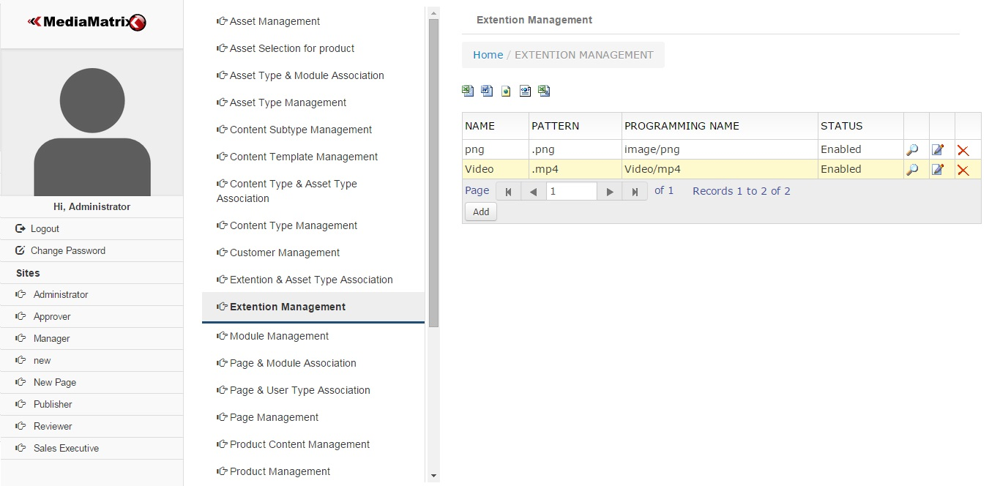 MediaMatrix
Hi, Administrator
Logout
Change Password
Sites
Administrator
Approver
Manager
new
New Page
Publisher
Reviewer
Sales Executive
Asset Management
Asset Selection for product
Asset Type & Module Association
Asset Type Management
Content Subtype Management
Content Template Management
Content Type & Asset Type
Association
Content Type Management
Customer Management
Extention & Asset Type Association
Extention Management
Module Management
Page & Module Association
Page & User Type Association
Page Management
Product Content Management
Product Management
Extention Management
Home / EXTENTION MANAGEMENT
NAME PATTERN PROGRAMMING NAME STATUS
png .png image/png Enabled
Video .mp4 Video/mp4 Enabled
Page 1 of 1 Records 1 to 2 of 2
Add